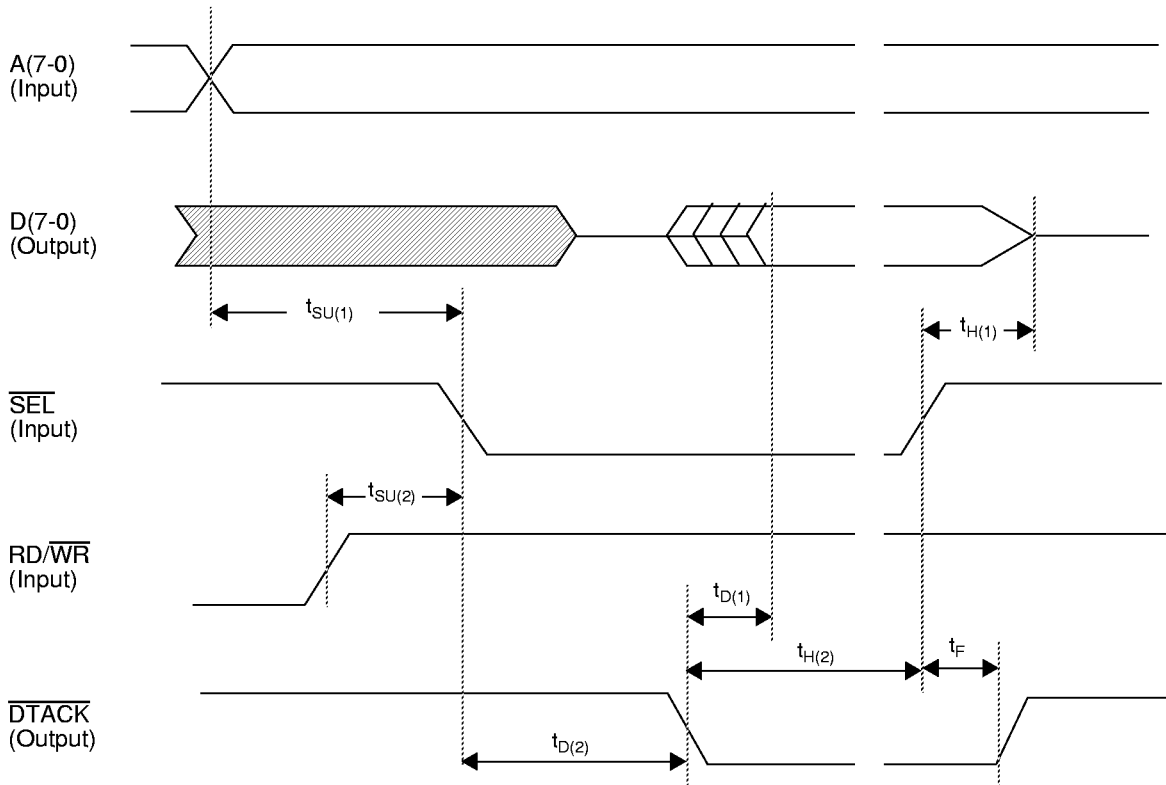 A(7-0)
(Input)
D(7-0)
(Output)
tSU(1)
tH(1)
SEL
(Input)
tSU(2)
RD/WR
(Input)
tD(1)
tH(2)
tF
DTACK
(Output)
tD(2)